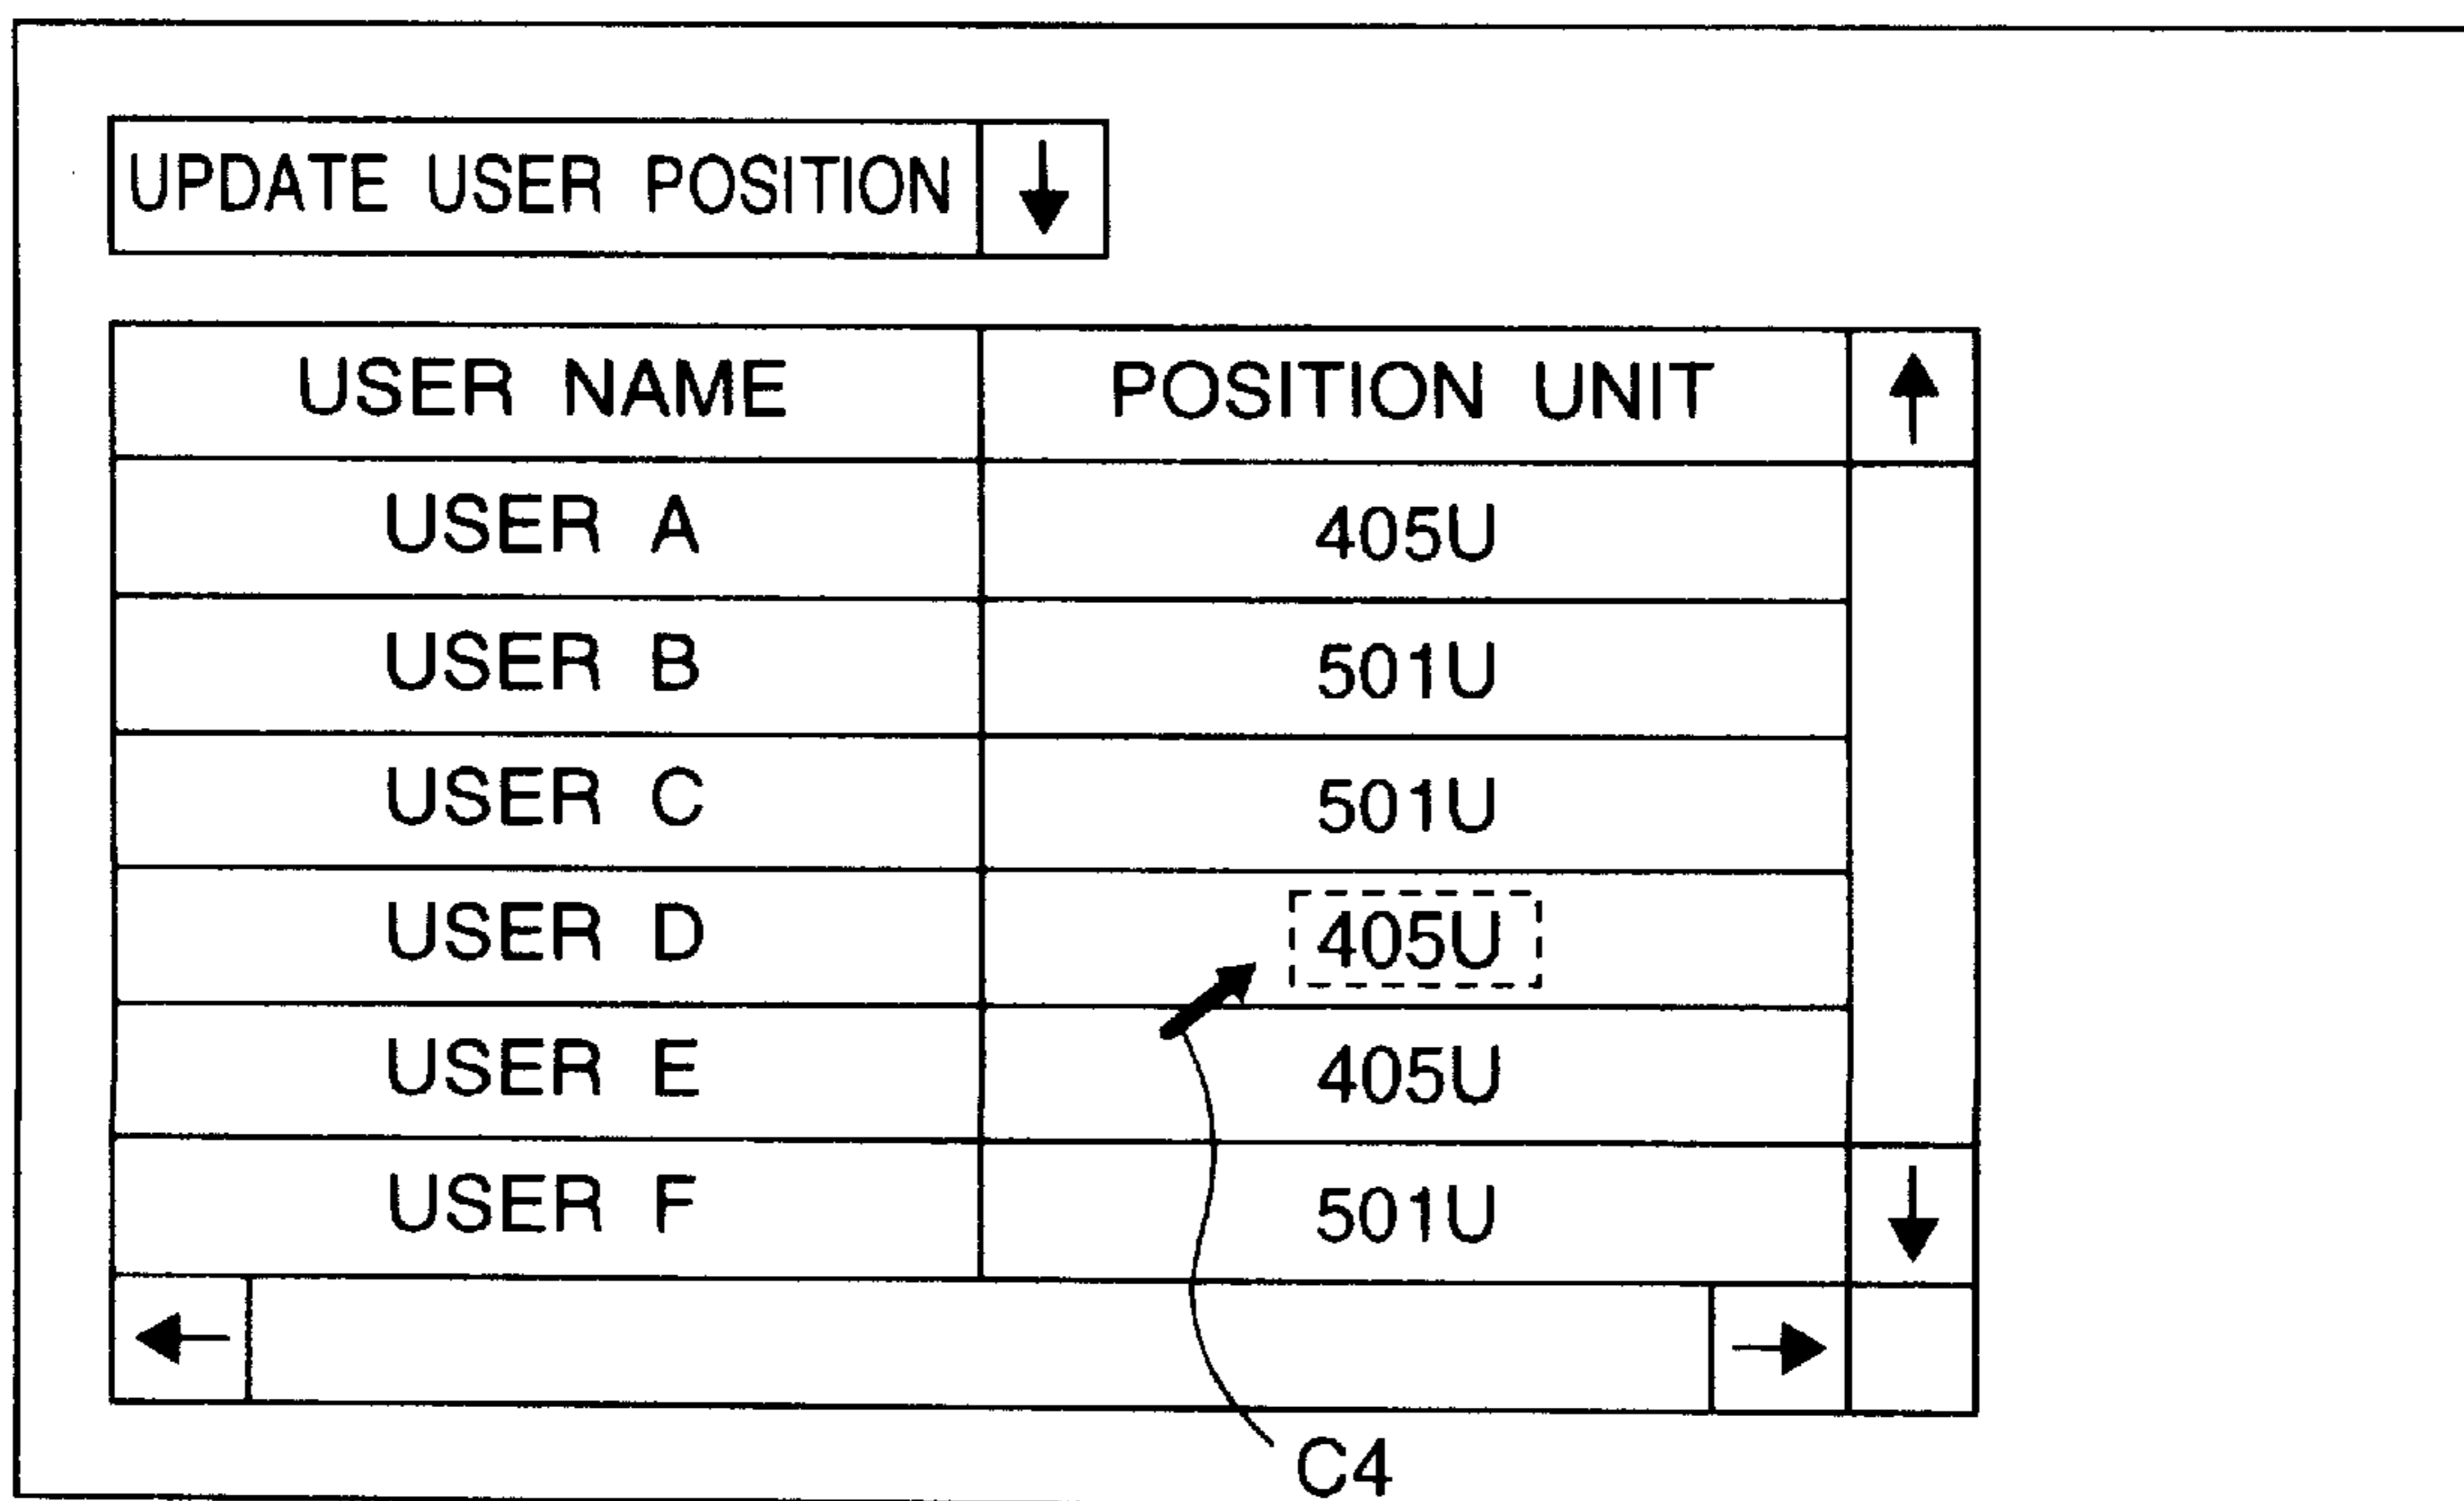 UPDATE USER POSITION
USER NAME POSITION UNIT
USER A 405U
USER B 501U
USER C 501U
USER D 405U
USER E 405U
USER F 501U
C4